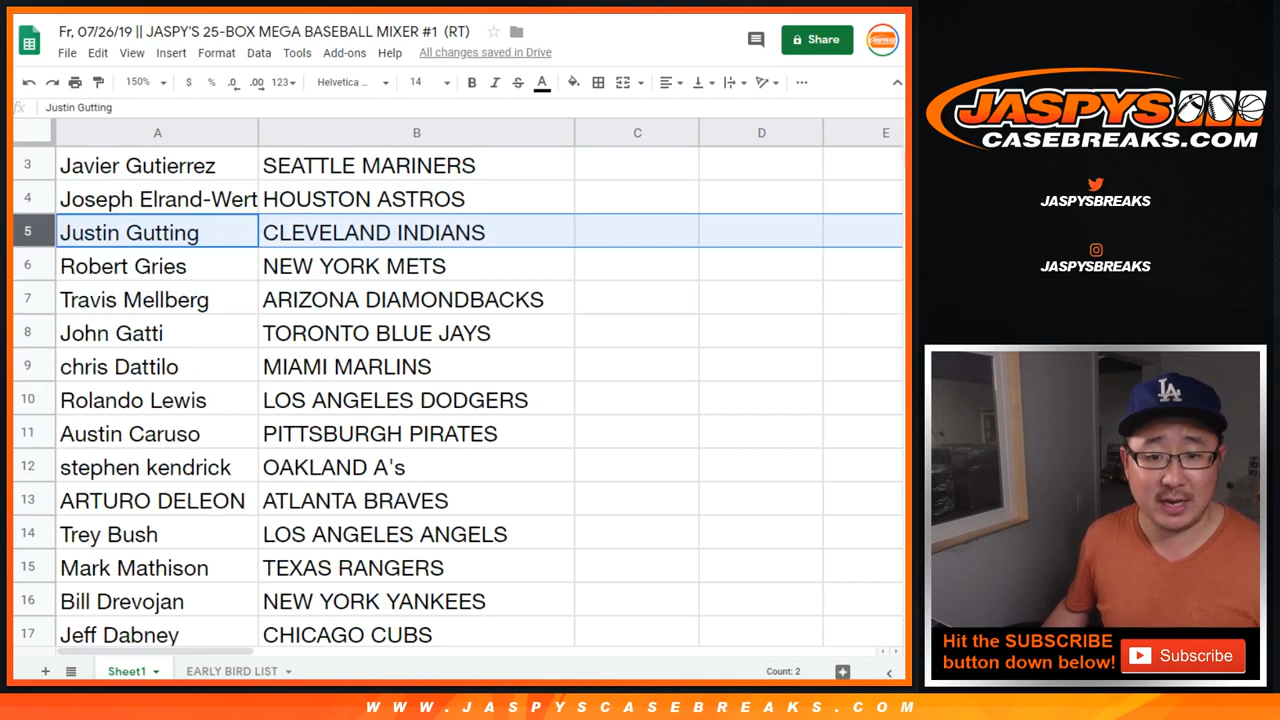 Fr, 07/26/19 || JASPY'S 25-BOX MEGA BASEBALL MIXER #1 (RT)
File Edit View Insert Format Data Tools Add-ons Help All changes saved in Drive
Share
150% $ % .0 .00 123 Helvetica ... 14 B I S A
fx Justin Gutting
A B C D E
3 Javier Gutierrez SEATTLE MARINERS
4 Joseph Elrand-Wert HOUSTON ASTROS
5 Justin Gutting CLEVELAND INDIANS
6 Robert Gries NEW YORK METS
7 Travis Mellberg ARIZONA DIAMONDBACKS
8 John Gatti TORONTO BLUE JAYS
9 chris Dattilo MIAMI MARLINS
10 Rolando Lewis LOS ANGELES DODGERS
11 Austin Caruso PITTSBURGH PIRATES
12 stephen kendrick OAKLAND A's
13 ARTURO DELEON ATLANTA BRAVES
14 Trey Bush LOS ANGELES ANGELS
15 Mark Mathison TEXAS RANGERS
16 Bill Drevojan NEW YORK YANKEES
17 Jeff Dabney CHICAGO CUBS
Sheet1 EARLY BIRD LIST Count: 2
JASPYS
CASEBREAKS.COM
JASPYSBREAKS
JASPYSBREAKS
LA
Hit the SUBSCRIBE
button down below!
Subscribe
WWW.JASPYSCASEBREAKS.COM